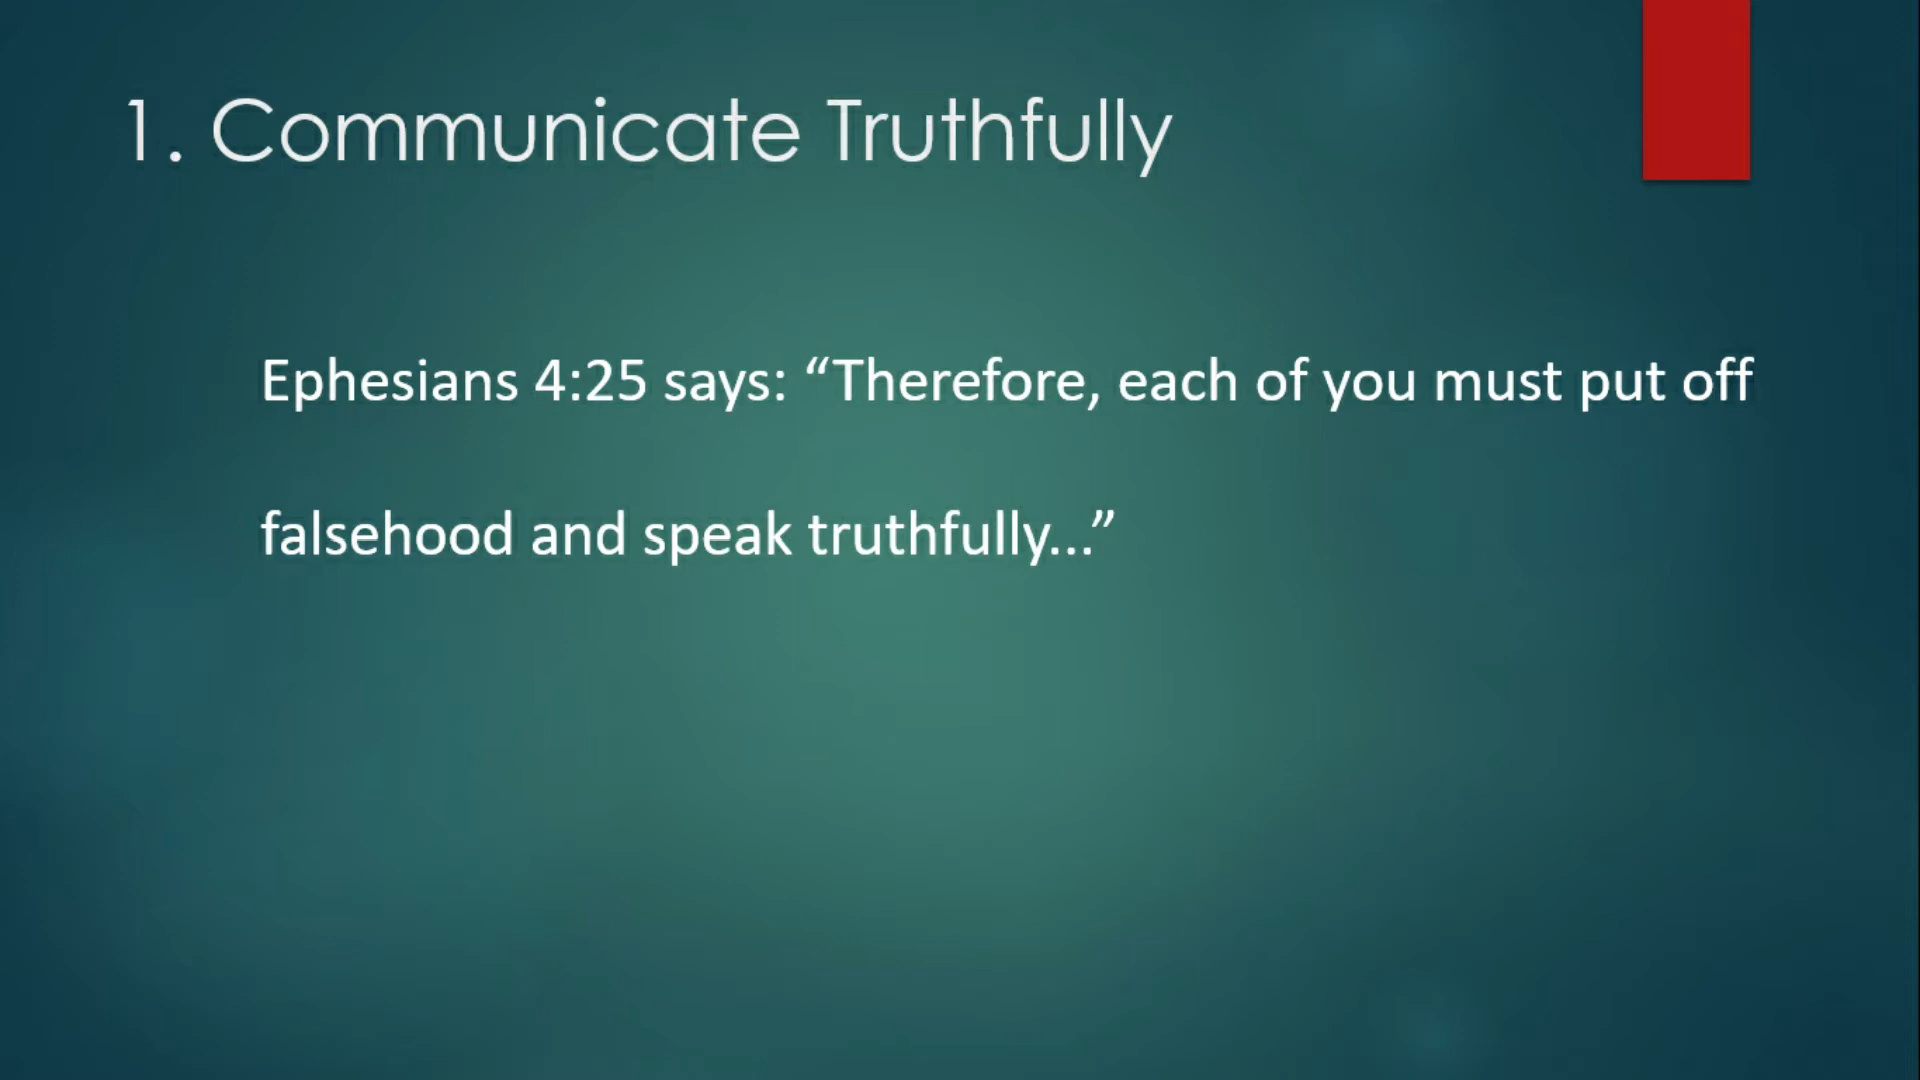 1. Communicate Truthfully
Ephesians 4:25 says: “Therefore, each of you must put off
falsehood and speak truthfully...”